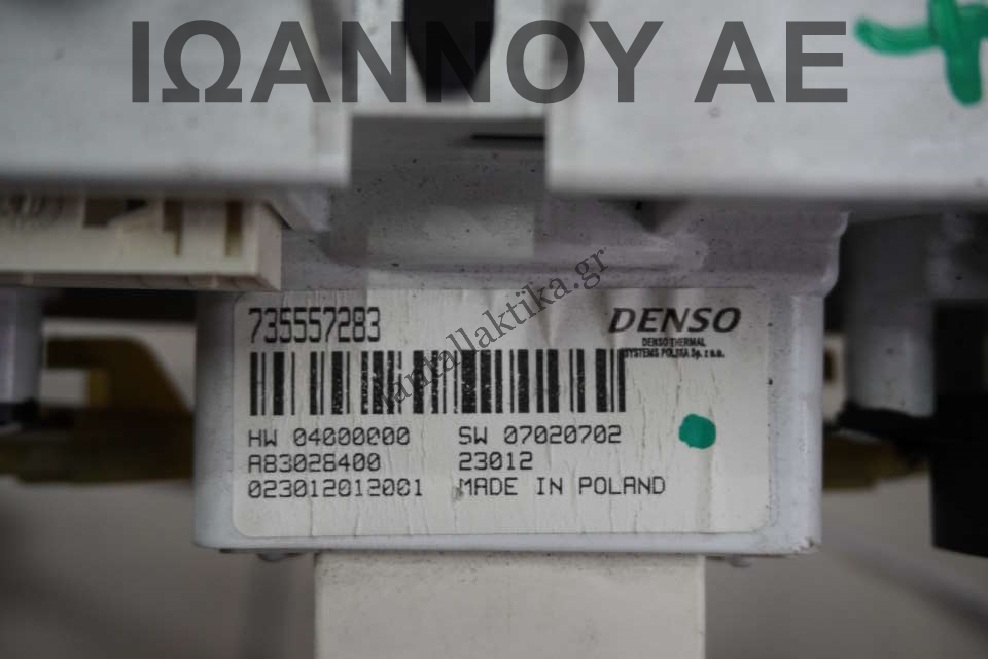 ΙΩΑΝΝΟΥ ΑΕ
antallaktika.gr
735557283
DENSO
DENSO THERMAL
SYSTEMS POLSKA Sp. z o.o.
HW 04000000 SW 07020702
A83028400 23012
023012012001 MADE IN POLAND